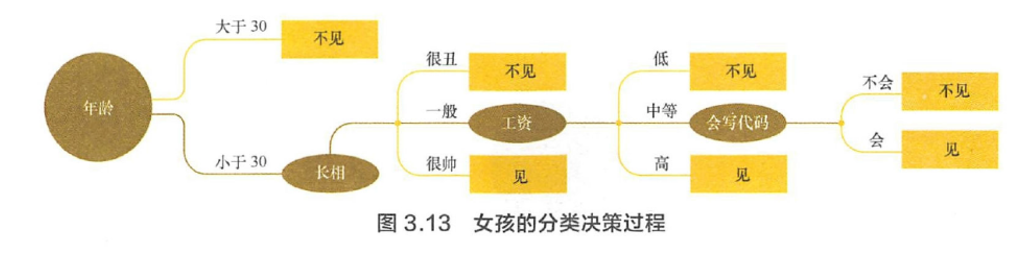 大于 30
不见
年龄
小于 30
长相
很丑
不见
一般
工资
很帅
见
低
不见
中等
会写代码
高
见
不会
不见
会
见
图 3.13 女孩的分类决策过程